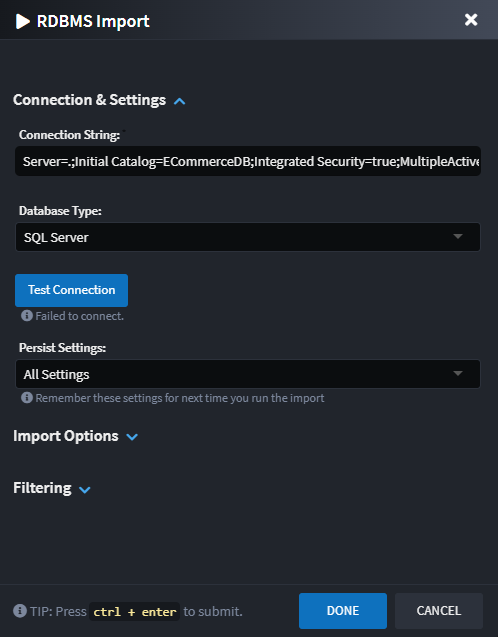 RDBMS Import
Connection & Settings
Connection String:
Server=.;Initial Catalog=ECommerceDB;Integrated Security=true;MultipleActive
Database Type:
SQL Server
Test Connection
Failed to connect.
Persist Settings:
All Settings
Remember these settings for next time you run the import
Import Options
Filtering
TIP: Press ctrl + enter to submit.
DONE
CANCEL